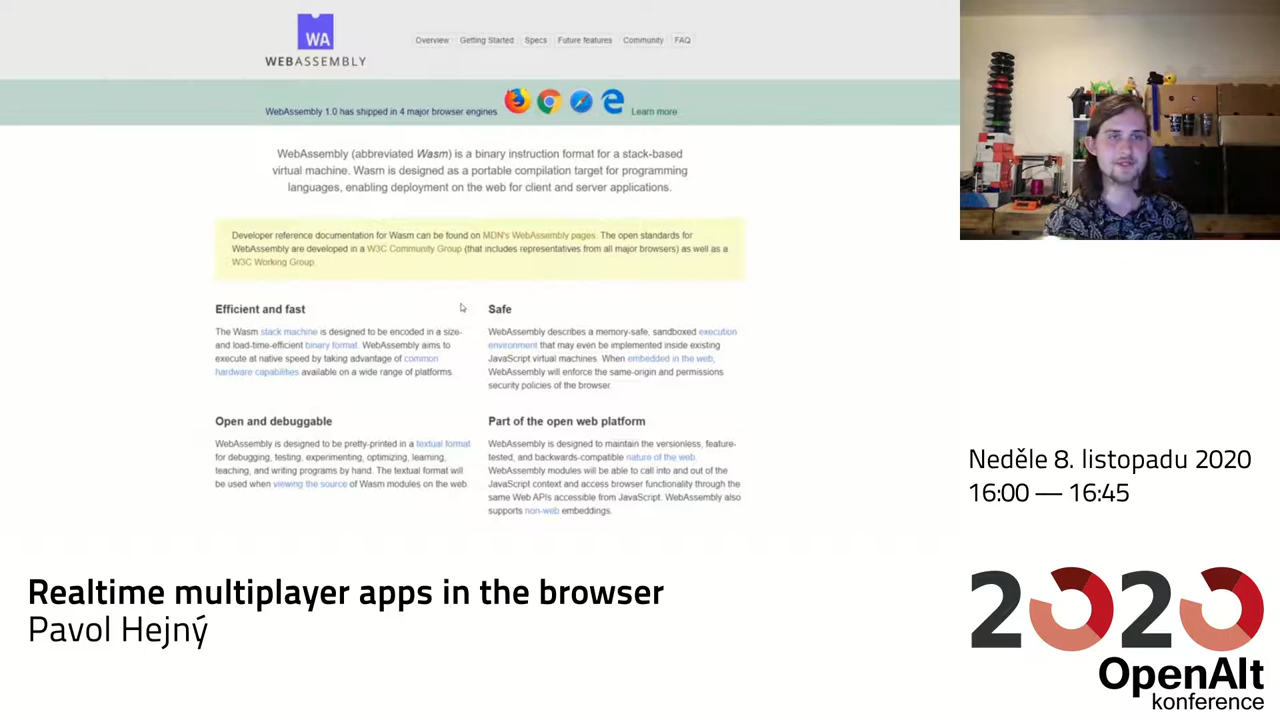 WA
WEBASSEMBLY
Overview Getting Started Specs Future features Community FAQ
WebAssembly 1.0 has shipped in 4 major browser engines Learn more
WebAssembly (abbreviated Wasm) is a binary instruction format for a stack-based
virtual machine. Wasm is designed as a portable compilation target for programming
languages, enabling deployment on the web for client and server applications.
Developer reference documentation for Wasm can be found on MDN's WebAssembly pages. The open standards for
WebAssembly are developed in a W3C Community Group (that includes representatives from all major browsers) as well as a
W3C Working Group.
Efficient and fast
The Wasm stack machine is designed to be encoded in a size-
and load-time-efficient binary format. WebAssembly aims to
execute at native speed by taking advantage of common
hardware capabilities available on a wide range of platforms.
Safe
WebAssembly describes a memory-safe, sandboxed execution
environment that may even be implemented inside existing
JavaScript virtual machines. When embedded in the web,
WebAssembly will enforce the same-origin and permissions
security policies of the browser.
Open and debuggable
WebAssembly is designed to be pretty-printed in a textual format
for debugging, testing, experimenting, optimizing, learning,
teaching, and writing programs by hand. The textual format will
be used when viewing the source of Wasm modules on the web.
Part of the open web platform
WebAssembly is designed to maintain the versionless, feature-
tested, and backwards-compatible nature of the web.
WebAssembly modules will be able to call into and out of the
JavaScript context and access browser functionality through the
same Web APIs accessible from JavaScript. WebAssembly also
supports non-web embeddings.
Neděle 8. listopadu 2020
16:00 — 16:45
Realtime multiplayer apps in the browser
Pavol Hejný
2020
OpenAlt
konference